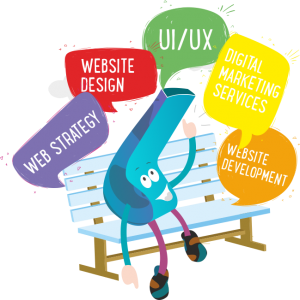 WEB STRATEGY
WEBSITE
DESIGN
UI/UX
DIGITAL
MARKETING
SERVICES
WEBSITE
DEVELOPMENT